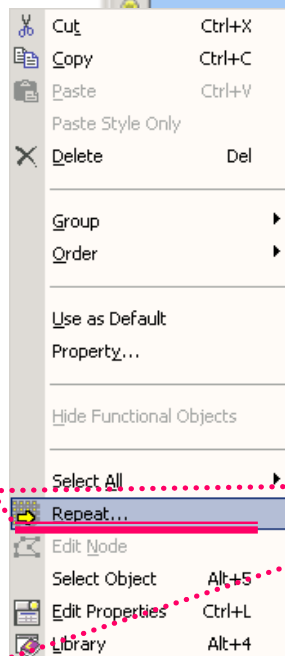 Cut Ctrl+X
Copy Ctrl+C
Paste Ctrl+V
Paste Style Only
Delete Del
Group
Order
Use as Default
Property...
Hide Functional Objects
Select All
Repeat...
Edit Node
Select Object Alt+5
Edit Properties Ctrl+L
Library Alt+4